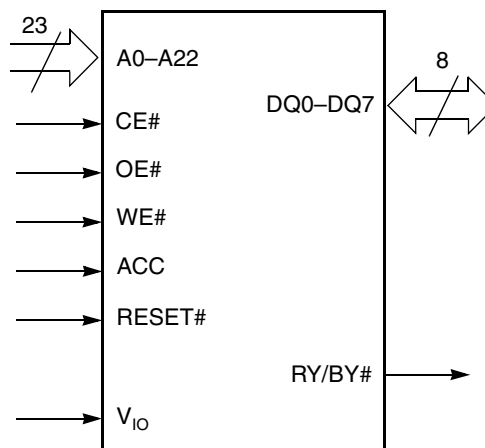 23
A0–A22
8
DQ0–DQ7
CE#
OE#
WE#
ACC
RESET#
RY/BY#
VIO